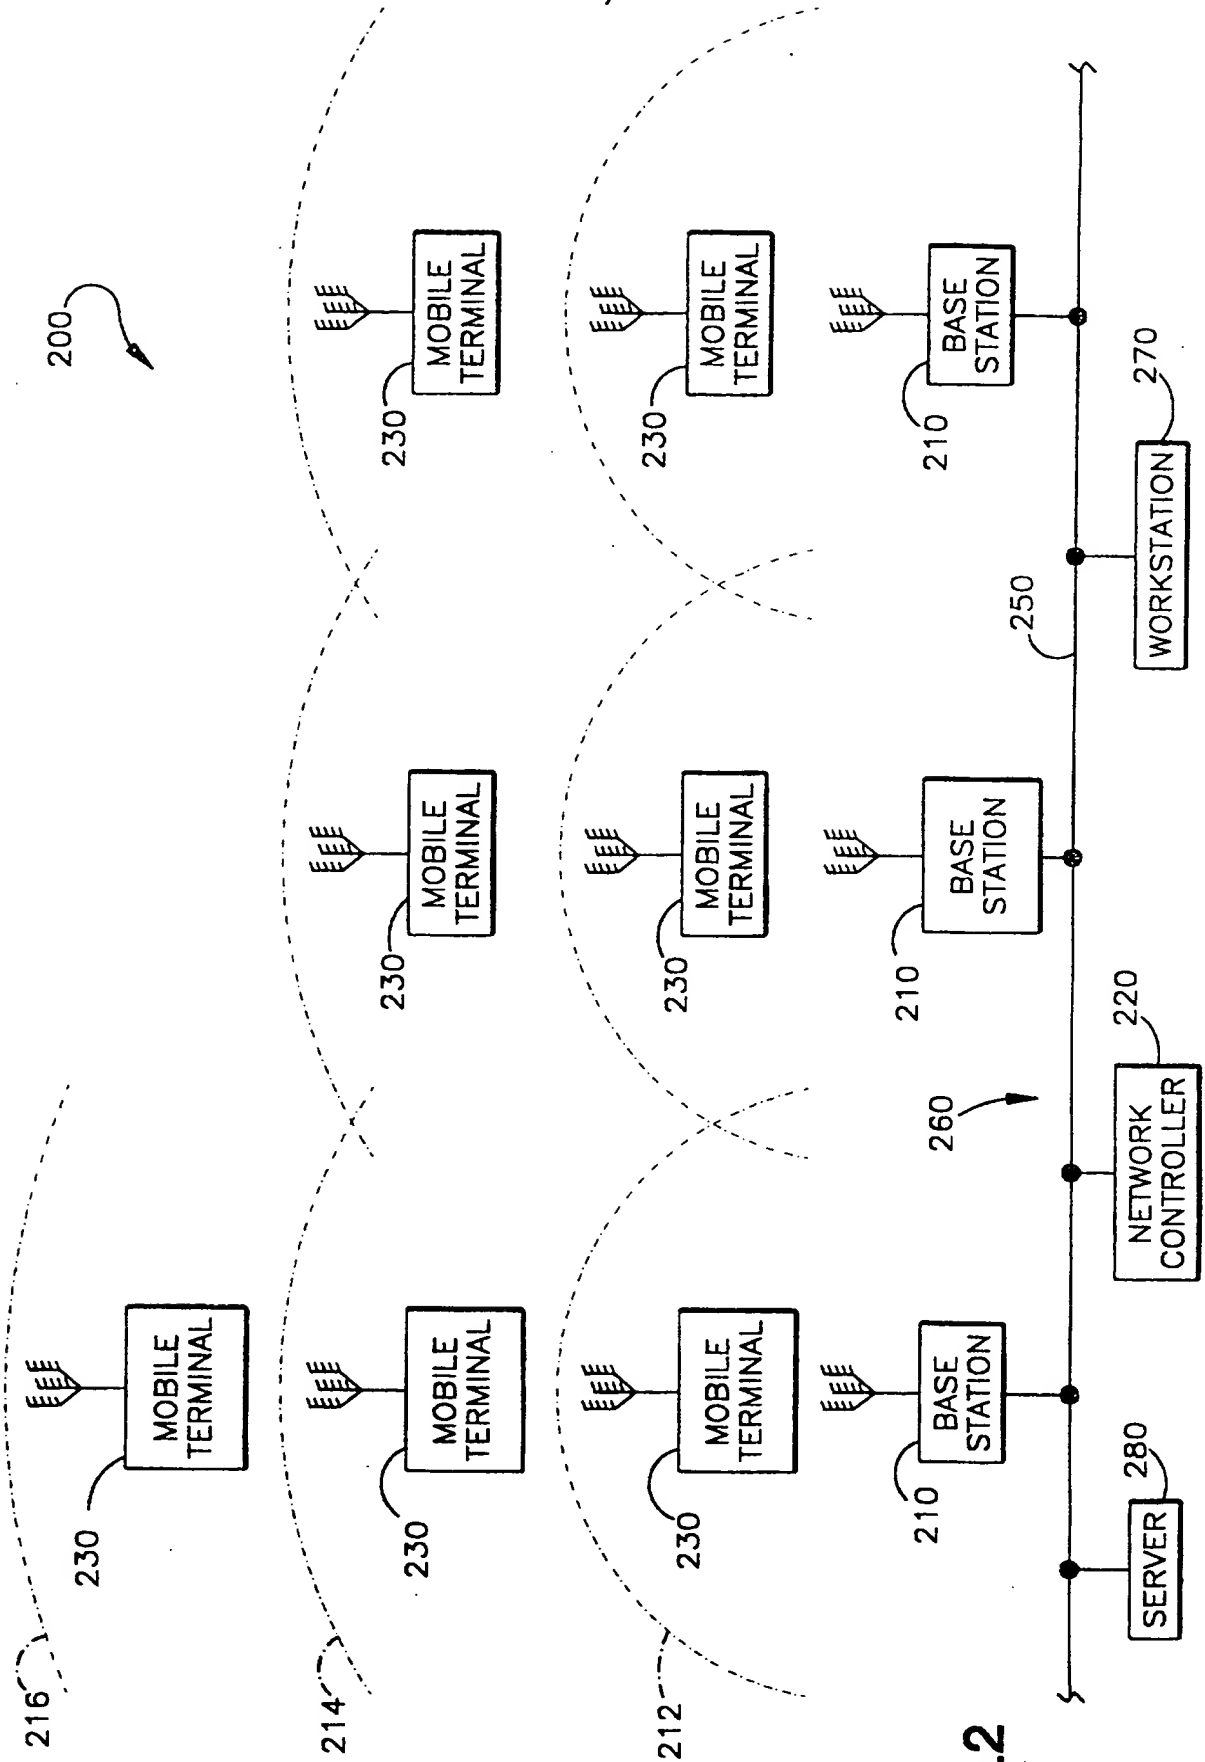 216
200
230
MOBILE
TERMINAL
214
230
MOBILE
TERMINAL
230
MOBILE
TERMINAL
230
MOBILE
TERMINAL
212
230
MOBILE
TERMINAL
230
MOBILE
TERMINAL
230
MOBILE
TERMINAL
210
BASE
STATION
210
BASE
STATION
210
BASE
STATION
260
250
280
SERVER
220
NETWORK
CONTROLLER
270
WORKSTATION
.2